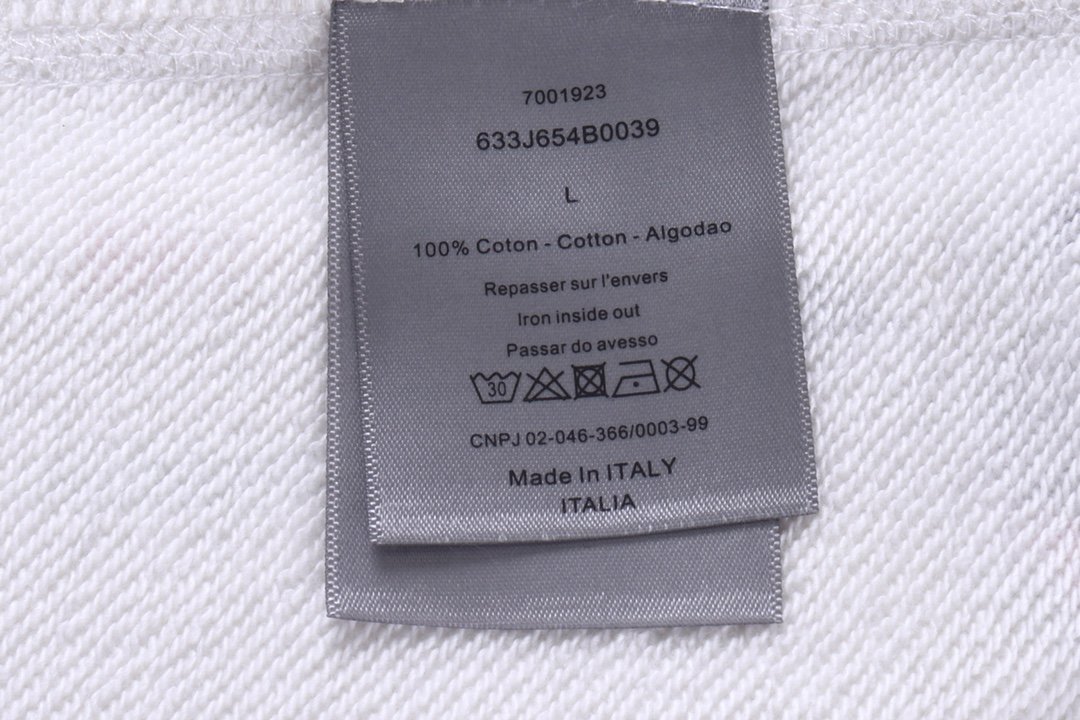 7001923
633J654B0039
L
100% Coton - Cotton - Algodao
Repasser sur l'envers
Iron inside out
Passar do avesso
30
CNPJ 02-046-366/0003-99
Made In ITALY
ITALIA